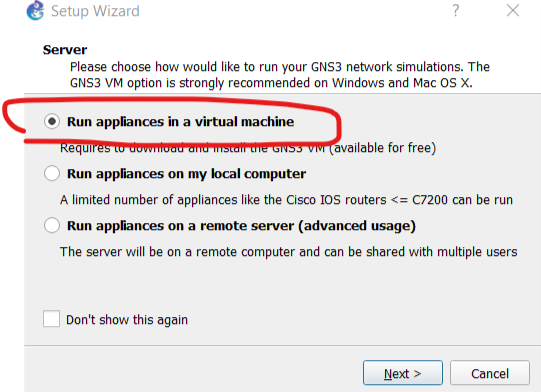 Setup Wizard
?
Server
Please choose how would like to run your GNS3 network simulations. The
GNS3 VM option is strongly recommended on Windows and Mac OS X.
Run appliances in a virtual machine
Requires to download and install the GNS3 VM (available for free)
Run appliances on my local computer
A limited number of appliances like the Cisco IOS routers <= C7200 can be run
Run appliances on a remote server (advanced usage)
The server will be on a remote computer and can be shared with multiple users
Don't show this again
Next >
Cancel